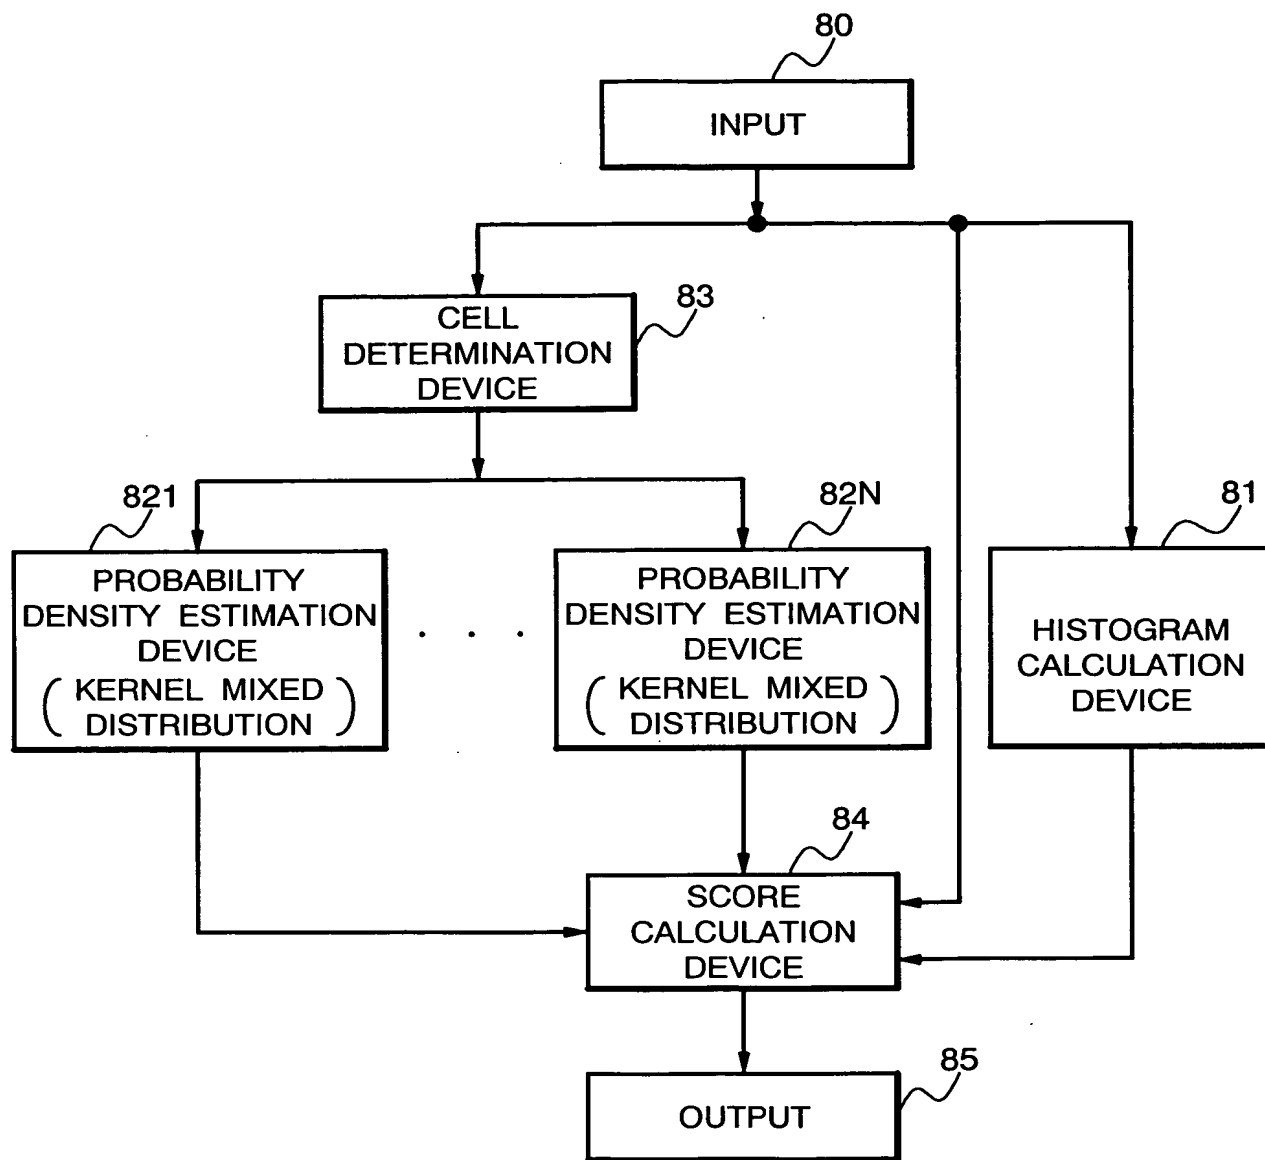 80
INPUT
83
CELL
DETERMINATION
DEVICE
821
PROBABILITY
DENSITY ESTIMATION
DEVICE
( KERNEL MIXED
DISTRIBUTION )
. . .
82N
PROBABILITY
DENSITY ESTIMATION
DEVICE
( KERNEL MIXED
DISTRIBUTION )
81
HISTOGRAM
CALCULATION
DEVICE
84
SCORE
CALCULATION
DEVICE
85
OUTPUT